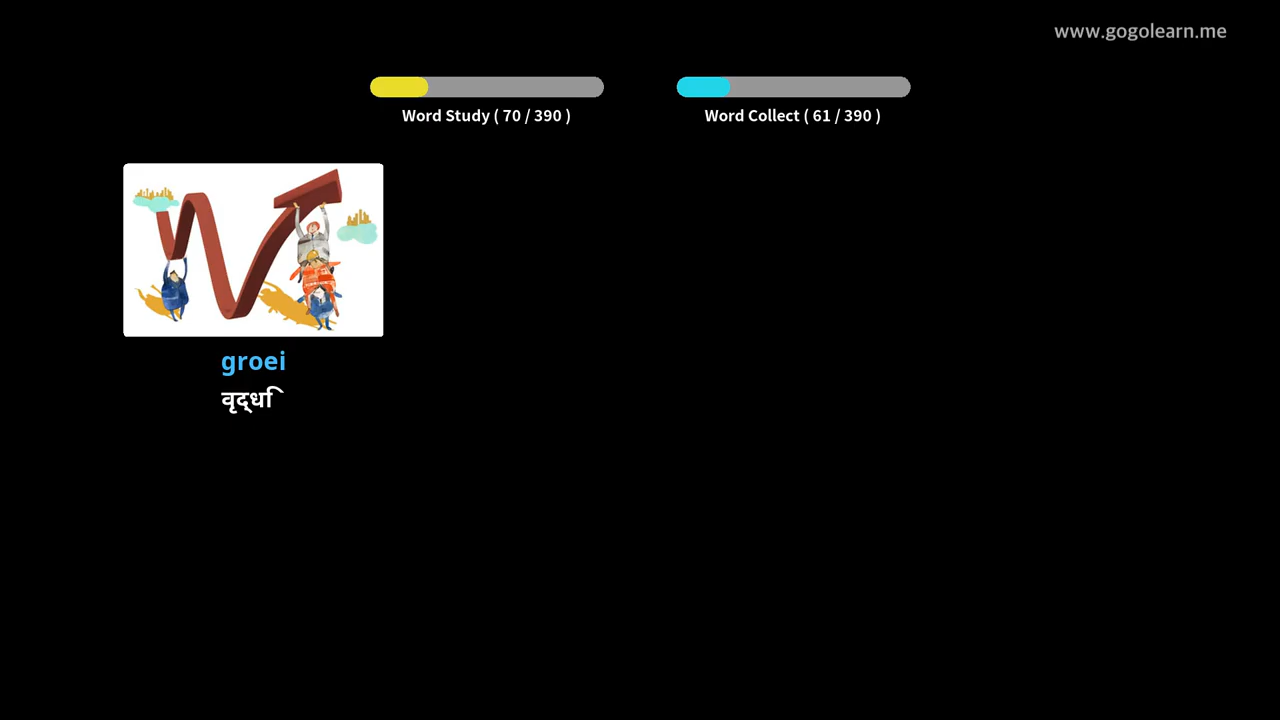 www.gogolearn.me
Word Study ( 70 / 390 )
Word Collect ( 61 / 390 )
groei
वृद्धि